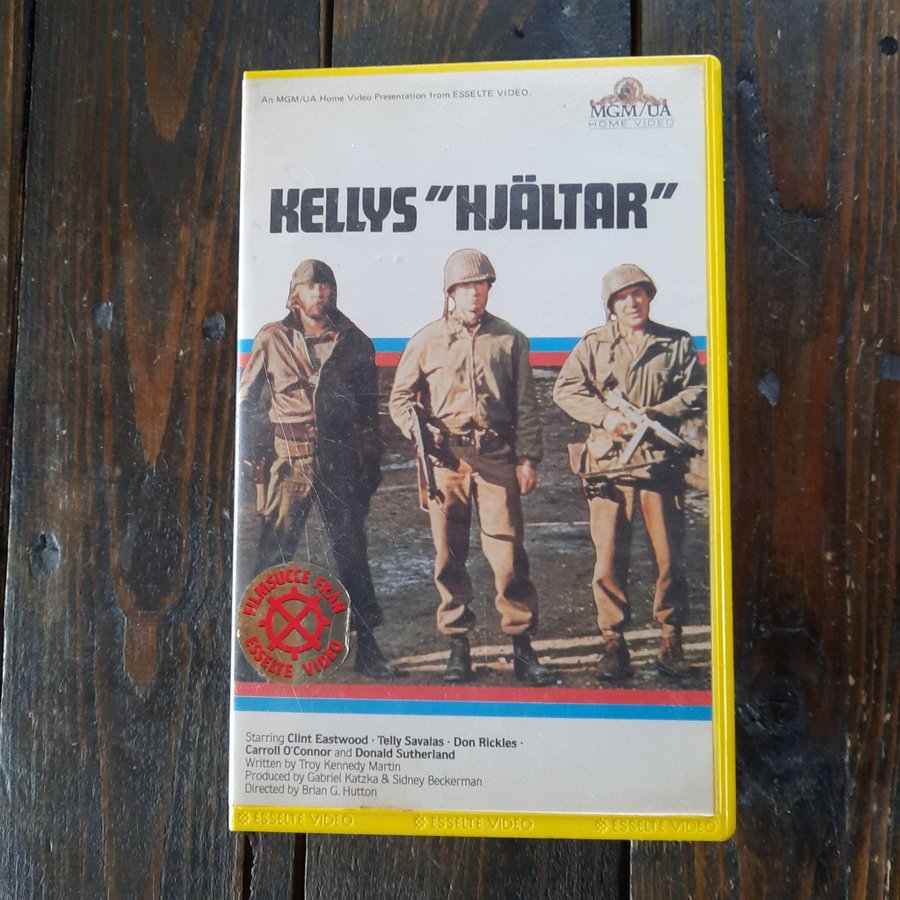 An MGM/UA Home Video Presentation from ESSELTE VIDEO.
MGM/UA
HOME VIDEO
KELLYS "HJÄLTAR"
FILMSUCCÉ FRÅN
ESSELTE VIDEO
Starring Clint Eastwood · Telly Savalas · Don Rickles ·
Carroll O'Connor and Donald Sutherland
Written by Troy Kennedy Martin
Produced by Gabriel Katzka & Sidney Beckerman
Directed by Brian G. Hutton
ESSELTE VIDEO ESSELTE VIDEO ESSELTE VIDEO